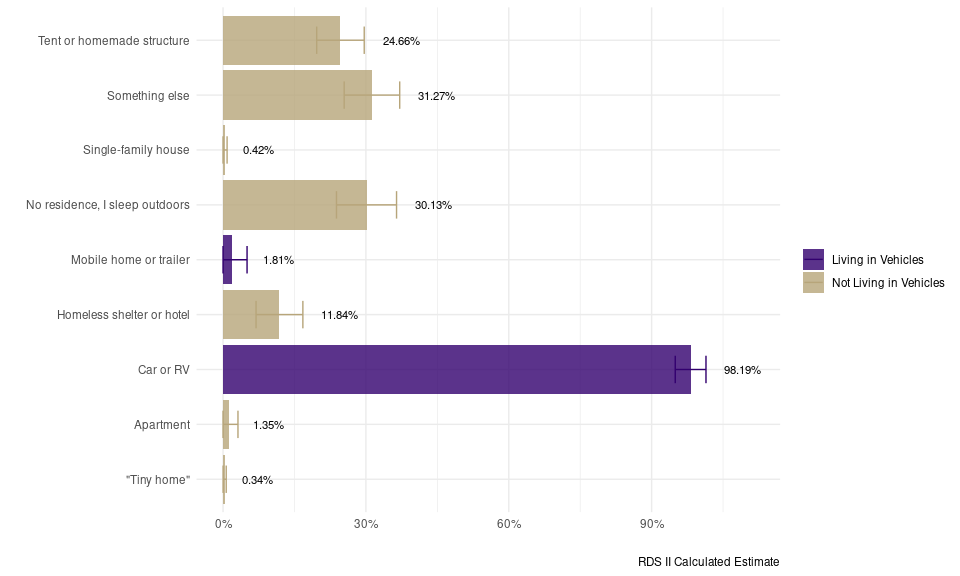 Tent or homemade structure 24.66%
Something else 31.27%
Single-family house 0.42%
No residence, I sleep outdoors 30.13%
Mobile home or trailer 1.81%
Homeless shelter or hotel 11.84%
Car or RV 98.19%
Apartment 1.35%
"Tiny home" 0.34%
0% 30% 60% 90%
RDS II Calculated Estimate
Living in Vehicles
Not Living in Vehicles